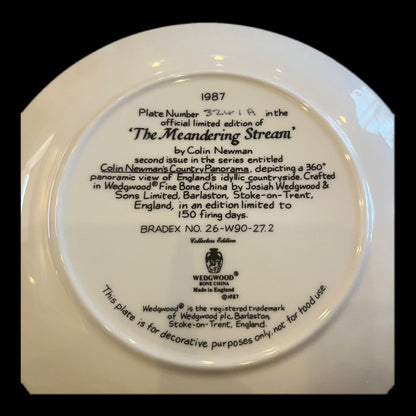 1987
Plate Number 3241A in the
official limited edition of
'The Meandering Stream'
by Colin Newman
second issue in the series entitled
Colin Newman's Country Panorama, depicting a 360°
panoramic view of England's idyllic countryside. Crafted
in Wedgwood® Fine Bone China by Josiah Wedgwood &
Sons Limited, Barlaston, Stoke-on-Trent,
England, in an edition limited to
150 firing days.
BRADEX NO. 26-W90-27.2
Collectors Edition
WEDGWOOD®
BONE CHINA
Made in England
©1987
Wedgwood® is the registered trademark
of Wedgwood plc, Barlaston,
Stoke-on-Trent, England.
This plate is for decorative purposes only, not for food use.